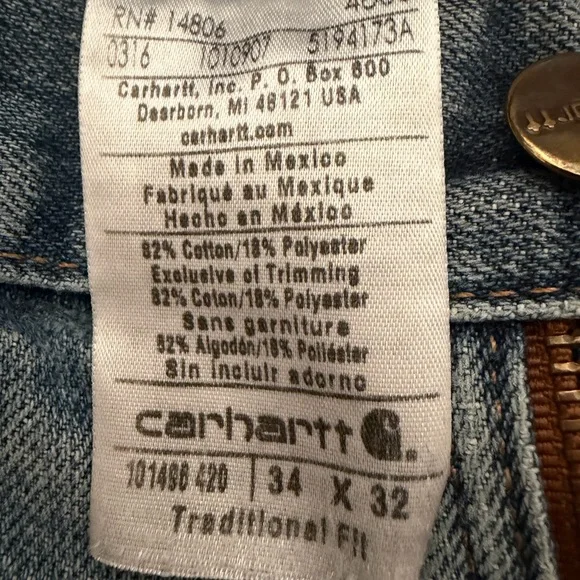 RN# 14806
0316 1010907 5194173A
Carhartt, Inc. P. O. Box 600
Dearborn, MI 48121 USA
carhartt.com
Made in Mexico
Fabriqué au Mexique
Hecho en México
82% Cotton/18% Polyester
Exclusive of Trimming
82% Coton/18% Polyester
Sans garniture
82% Algodón/18% Poliéster
Sin incluir adorno
carhartt
101498 420 | 34 X 32
Traditional Fit